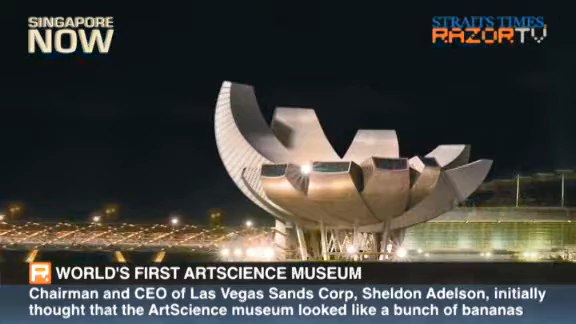 SINGAPORE
NOW
STRAITS TIMES
RAZORTV
R WORLD'S FIRST ARTSCIENCE MUSEUM
Chairman and CEO of Las Vegas Sands Corp, Sheldon Adelson, initially
thought that the ArtScience museum looked like a bunch of bananas